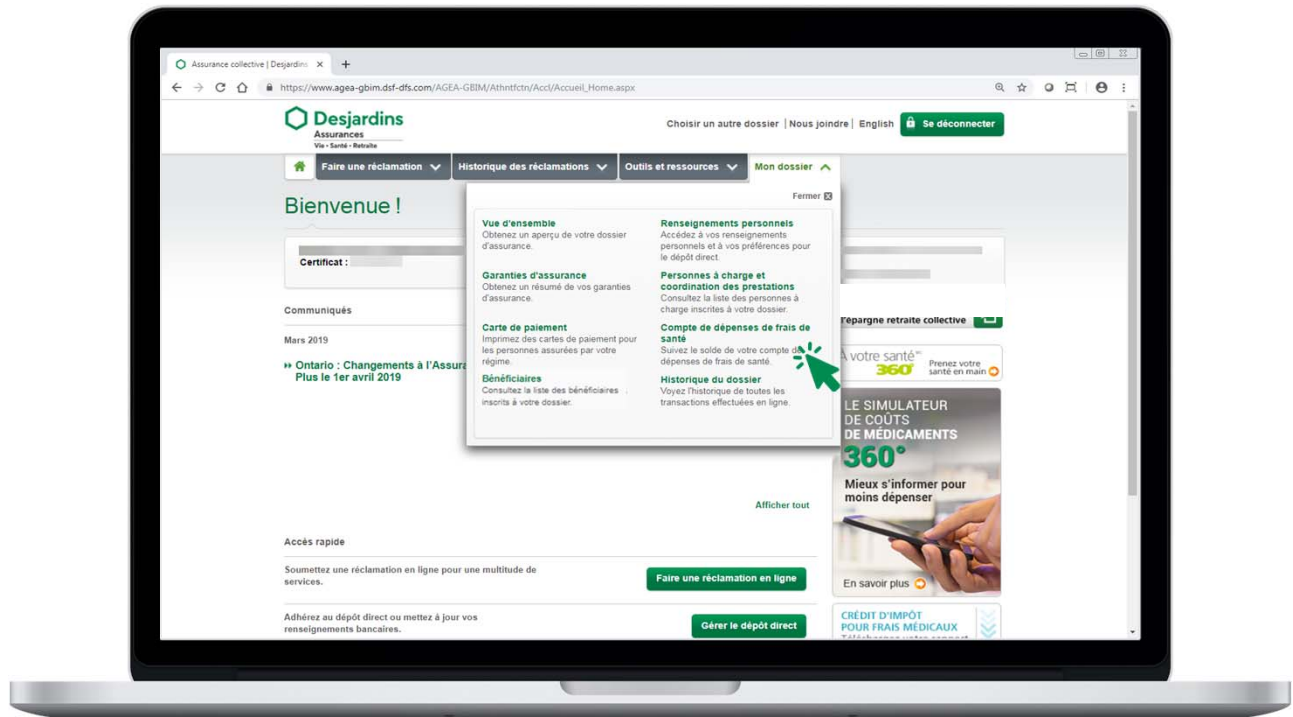 Assurance collective | Desjardins
https://www.agea-gbim.dsf-dfs.com/AGEA-GBIM/Athntfctn/Accl/Accueil_Home.aspx
Desjardins
Assurances
Vie • Santé • Retraite
Choisir un autre dossier | Nous joindre | English
Se déconnecter
Faire une réclamation
Historique des réclamations
Outils et ressources
Mon dossier
Fermer
Bienvenue !
Certificat :
Vue d'ensemble
Obtenez un aperçu de votre dossier
d'assurance.
Garanties d'assurance
Obtenez un résumé de vos garanties
d'assurance.
Carte de paiement
Imprimez des cartes de paiement pour
les personnes assurées par votre
régime.
Bénéficiaires
Consultez la liste des bénéficiaires .
inscrits à votre dossier.
Renseignements personnels
Accédez à vos renseignements
personnels et à vos préférences pour
le dépôt direct.
Personnes à charge et
coordination des prestations
Consultez la liste des personnes à
charge inscrites à votre dossier.
Compte de dépenses de frais de
santé
Suivez le solde de votre compte de
dépenses de frais de santé.
Historique du dossier
Voyez l'historique de toutes les
transactions effectuées en ligne.
Communiqués
Mars 2019
Ontario : Changements à l'Assura
Plus le 1er avril 2019
Afficher tout
Accès rapide
Soumettez une réclamation en ligne pour une multitude de
services.
Faire une réclamation en ligne
Adhérez au dépôt direct ou mettez à jour vos
renseignements bancaires.
Gérer le dépôt direct
l'épargne retraite collective
À votre santé
360
Prenez votre
santé en main
LE SIMULATEUR
DE COÛTS
DE MÉDICAMENTS
360°
Mieux s'informer pour
moins dépenser
En savoir plus
CRÉDIT D'IMPÔT
POUR FRAIS MÉDICAUX